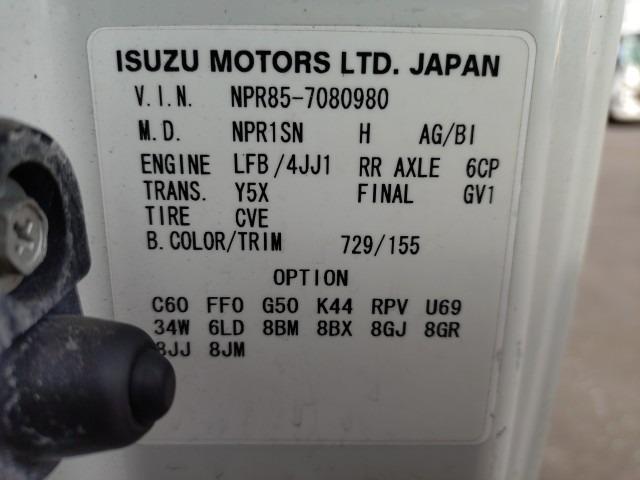 ISUZU MOTORS LTD. JAPAN
V.I.N. NPR85-7080980
M.D. NPR1SN H AG/BI
ENGINE LFB/4JJ1 RR AXLE 6CP
TRANS. Y5X FINAL GV1
TIRE CVE
B.COLOR/TRIM 729/155
OPTION
C60 FF0 G50 K44 RPV U69
34W 6LD 8BM 8BX 8GJ 8GR
8JJ 8JM